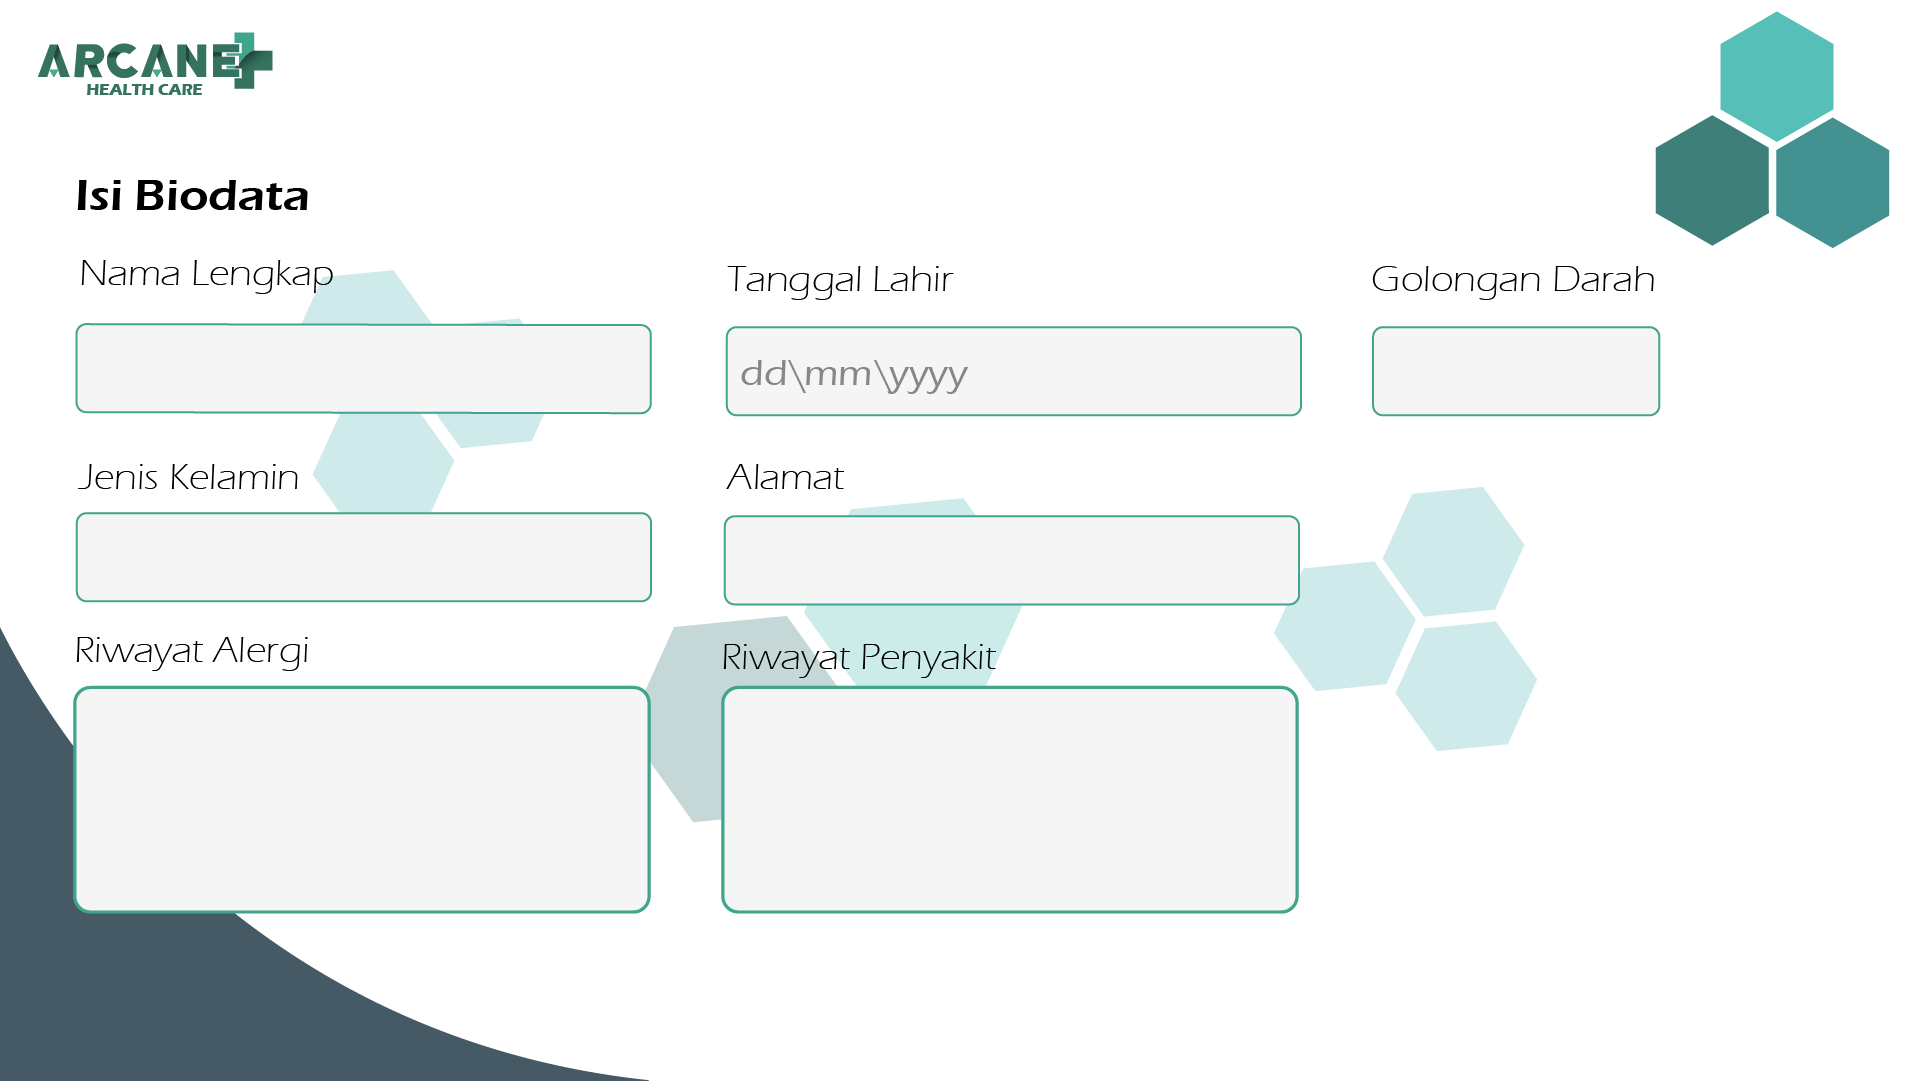 ARCANE
HEALTH CARE
Isi Biodata
Nama Lengkap
Tanggal Lahir
Golongan Darah
dd\mm\yyyy
Jenis Kelamin
Alamat
Riwayat Alergi
Riwayat Penyakit